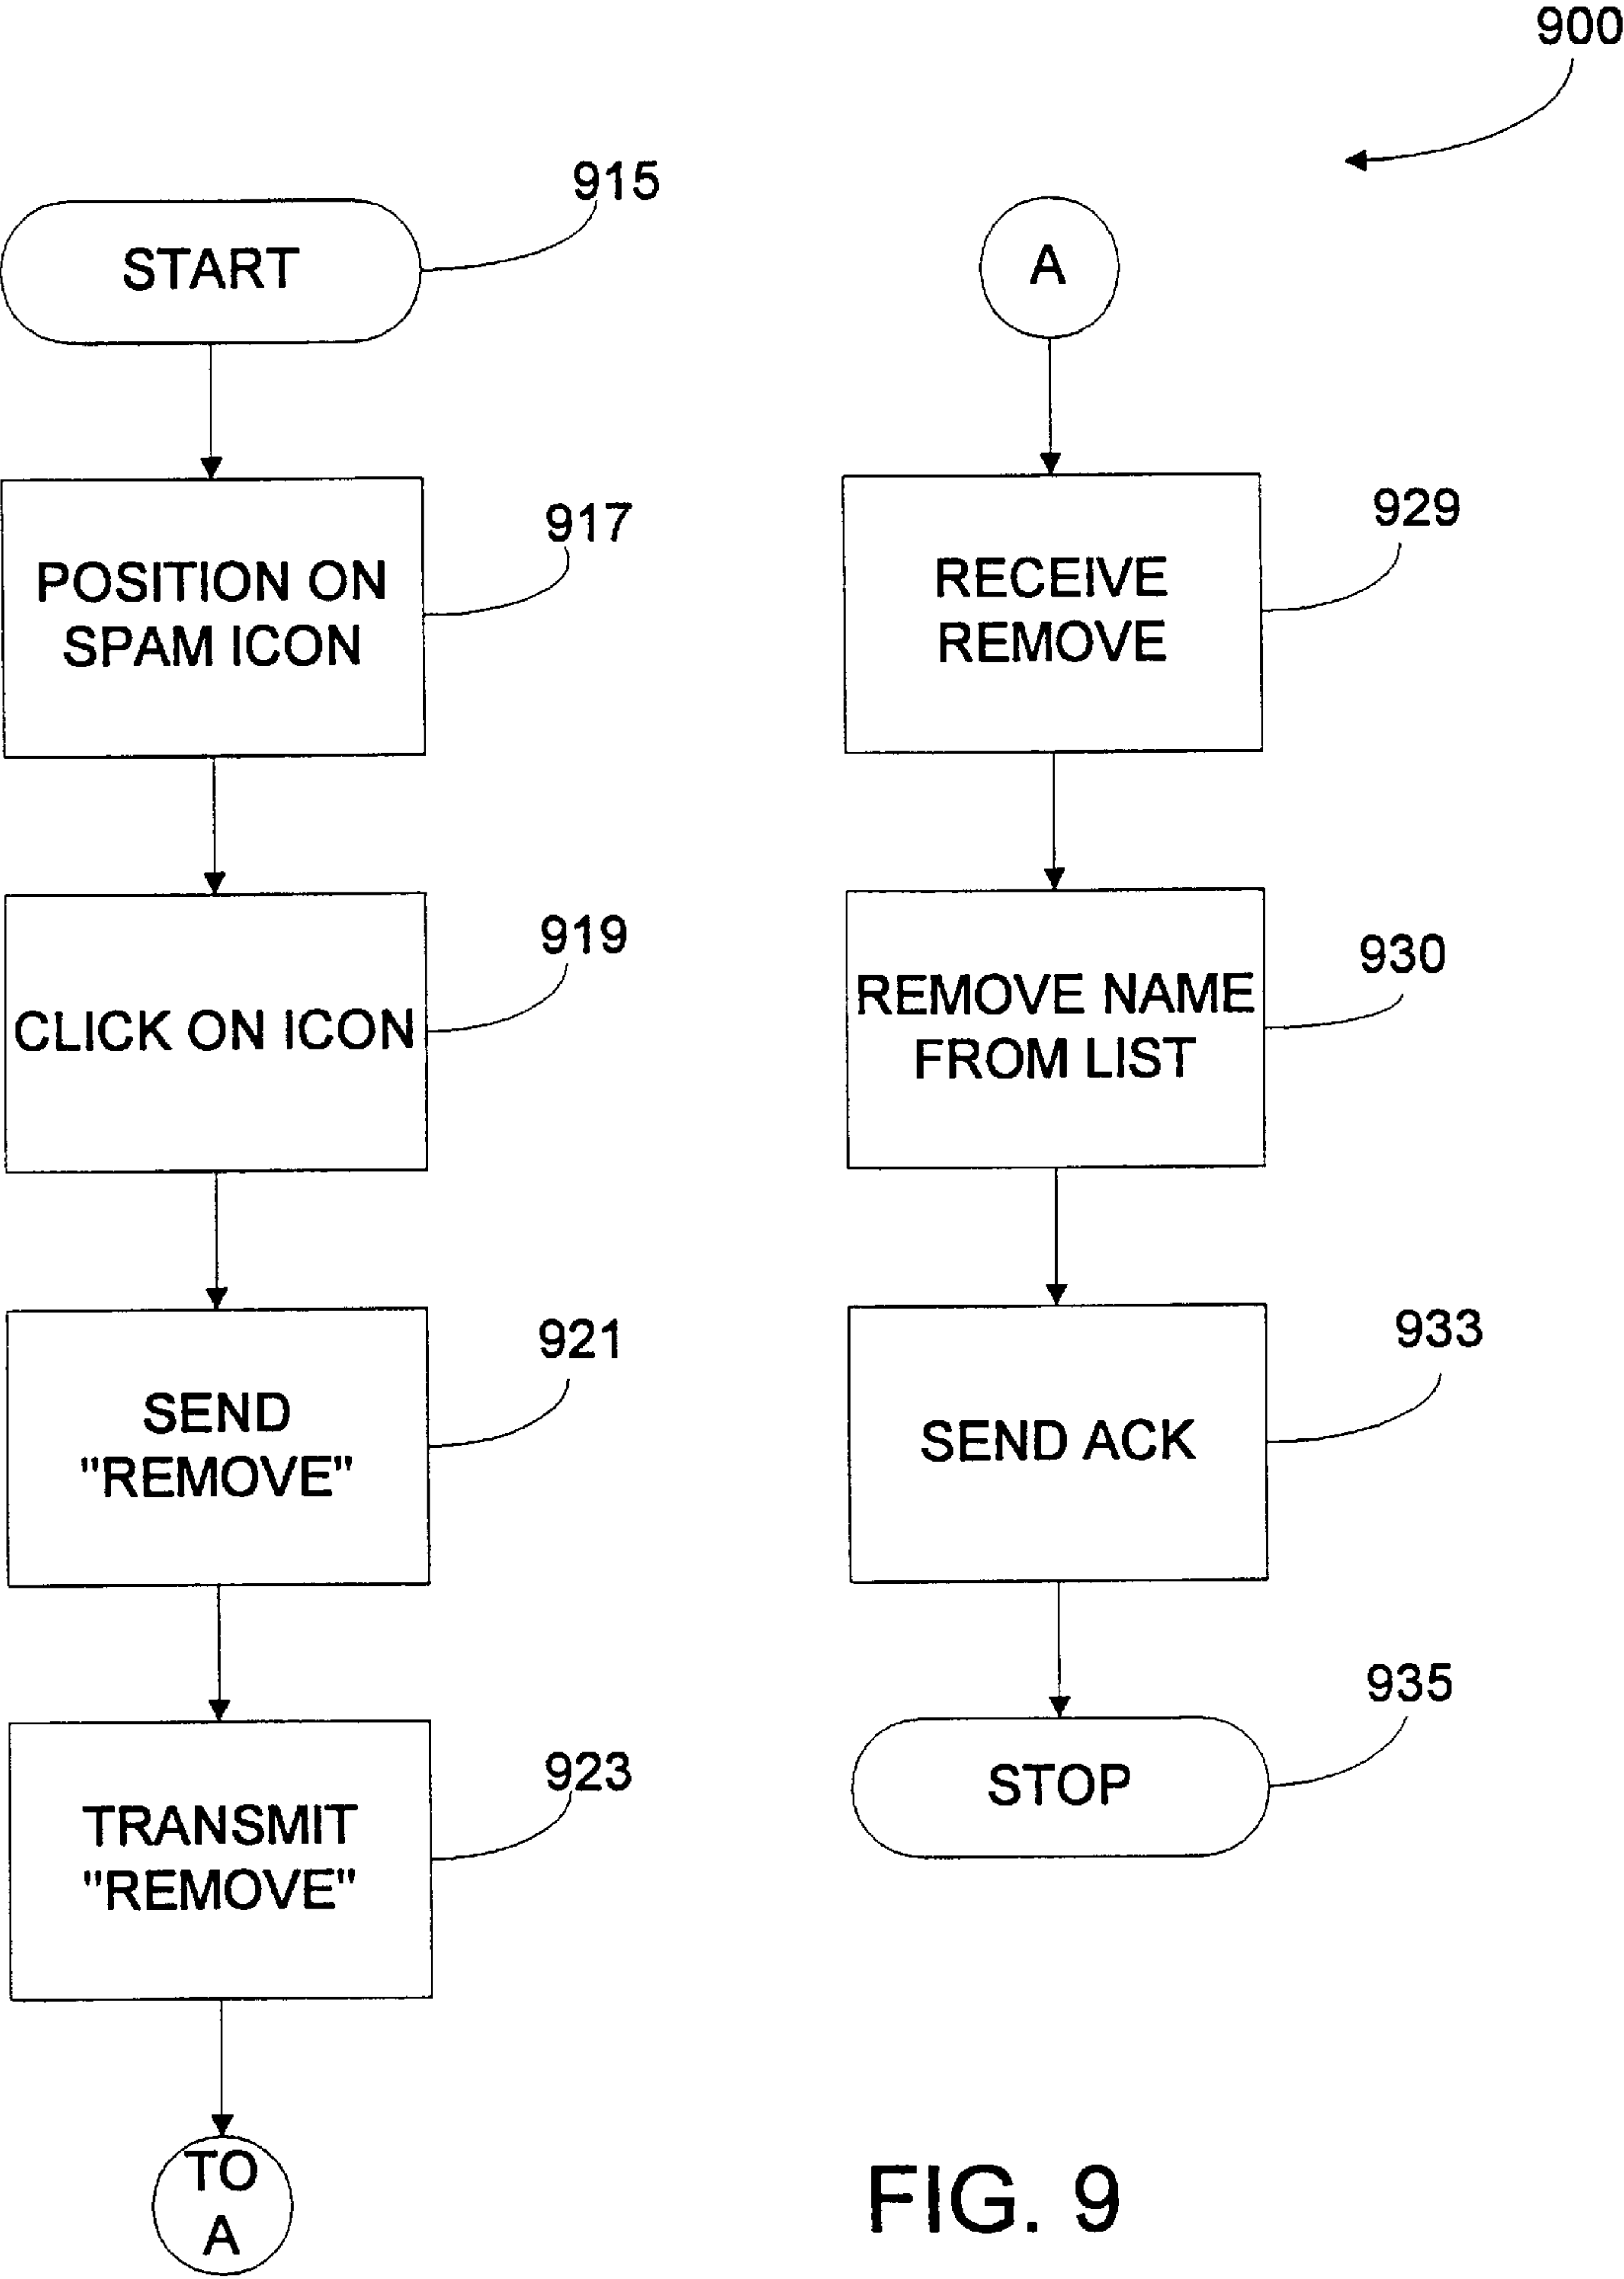 900
915
START
917
POSITION ON
SPAM ICON
919
CLICK ON ICON
921
SEND
"REMOVE"
923
TRANSMIT
"REMOVE"
TO
A
A
929
RECEIVE
REMOVE
930
REMOVE NAME
FROM LIST
933
SEND ACK
935
STOP
FIG. 9